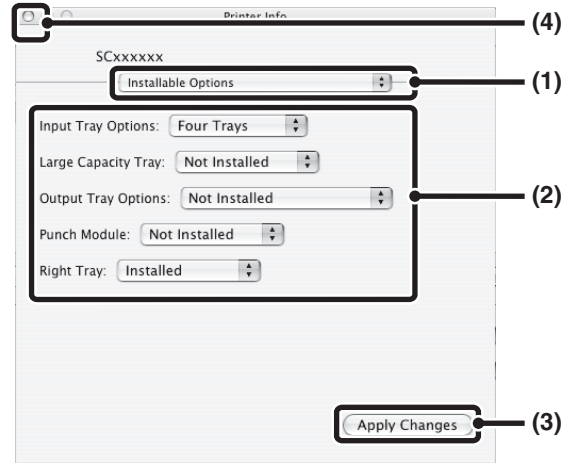 Printer Info
(4)
SCxxxxxx
Installable Options
(1)
Input Tray Options: Four Trays
Large Capacity Tray: Not Installed
Output Tray Options: Not Installed
(2)
Punch Module: Not Installed
Right Tray: Installed
Apply Changes
(3)